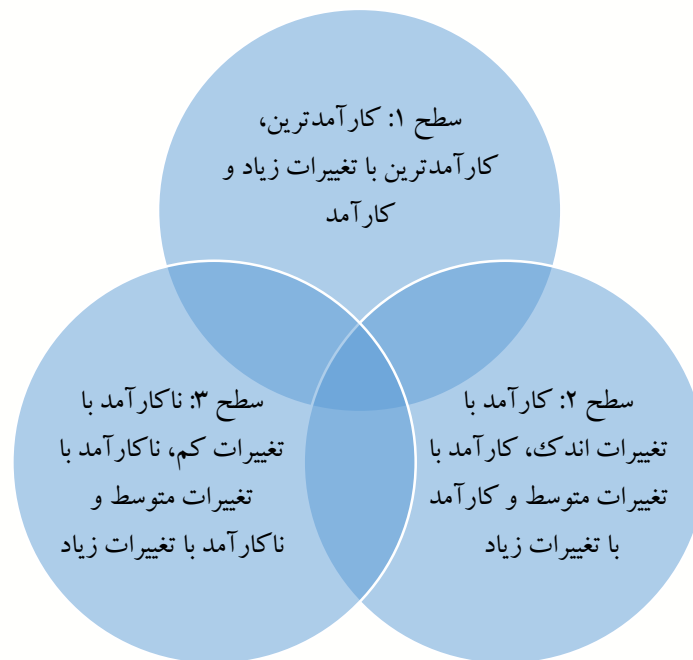 سطح ۱: کارآمدترین،
کارآمدترین با تغییرات زیاد و
کارآمد
سطح ۲: کارآمد با
تغییرات اندک، کارآمد با
تغییرات متوسط و کارآمد
با تغییرات زیاد
سطح ۳: ناکارآمد با
تغییرات کم، ناکارآمد با
تغییرات متوسط و
ناکارآمد با تغییرات زیاد